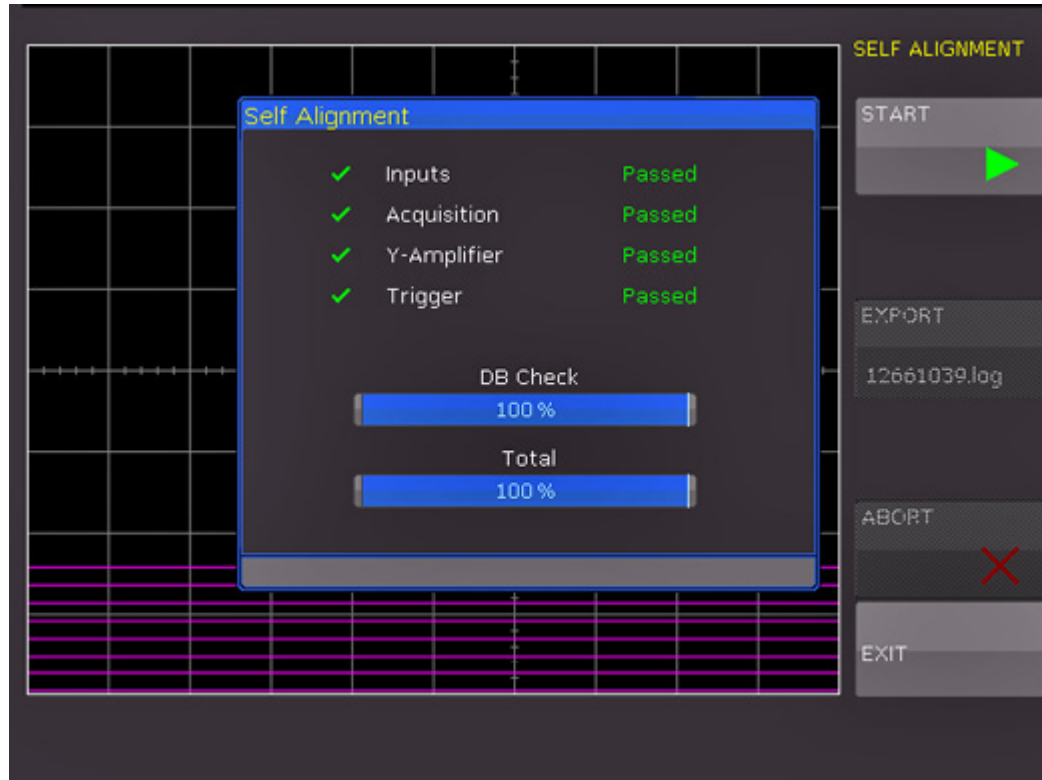 SELF ALIGNMENT
Self Alignment
START
Inputs Passed
Acquisition Passed
Y-Amplifier Passed
Trigger Passed
EXPORT
12661039.log
DB Check
100 %
Total
100 %
ABORT
EXIT